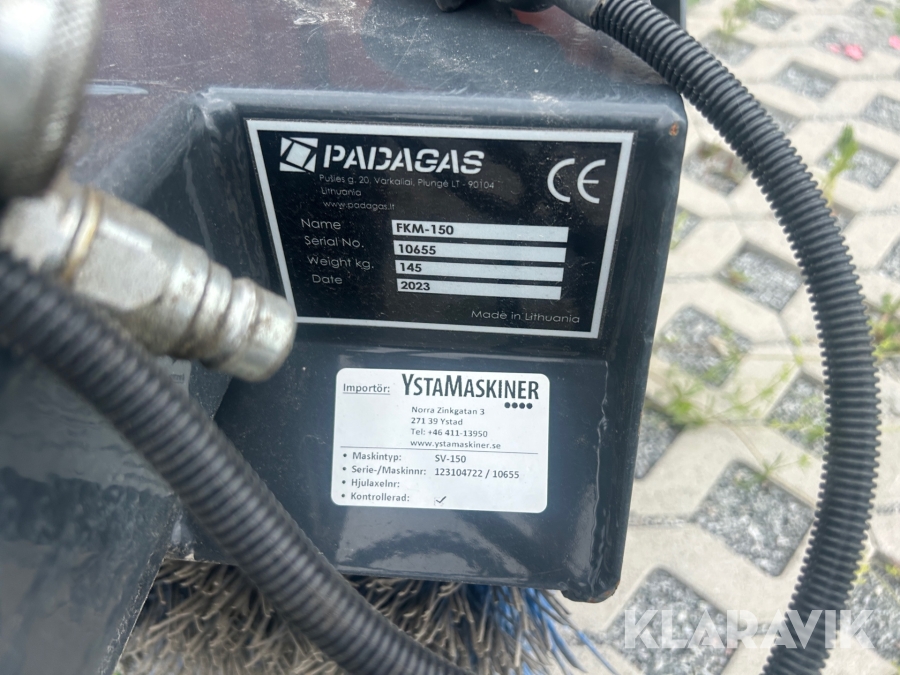 PADAGAS
Pušies g. 20, Varkaliai, Plungė LT - 90104
Lithuania
www.padagas.lt
CE
Name FKM-150
Serial No. 10655
Weight kg. 145
Date 2023
Made in Lithuania
Importör: YSTAMASKINER
Norra Zinkgatan 3
271 39 Ystad
Tel: +46 411-13950
www.ystamaskiner.se
• Maskintyp: SV-150
• Serie-/Maskinnr: 123104722 / 10655
• Hjulaxelnr:
• Kontrollerad: ✓
KLARAVIK